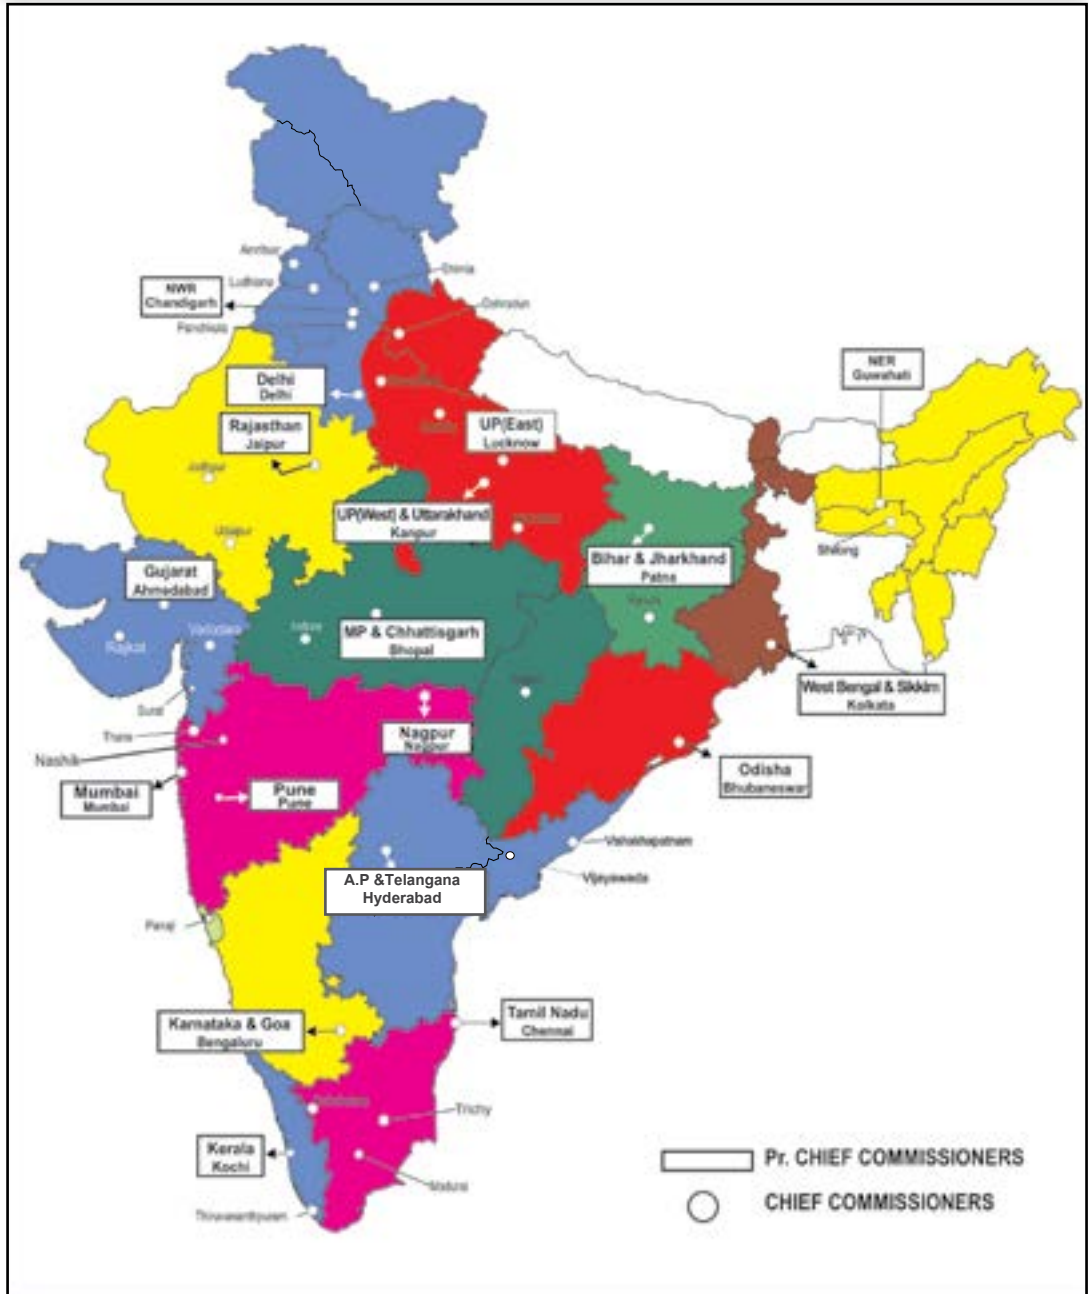 Amritsar
Shimla
Ludhiana
NWR
Chandigarh
Dehradun
Panchkula
NER
Guwahati
Delhi
Delhi
Rajasthan
Jaipur
UP(East)
Lucknow
Jodhpur
UP(West) & Uttarakhand
Kanpur
Udaipur
Shillong
Bihar & Jharkhand
Patna
Gujarat
Ahmedabad
Ranchi
Rajkot
Vadodara
Indore
MP & Chhattisgarh
Bhopal
West Bengal & Sikkim
Kolkata
Surat
Thane
Nagpur
Nagpur
Nashik
Odisha
Bhubaneswar
Mumbai
Mumbai
Pune
Pune
Vishakhapatnam
Vijayawada
A.P &Telangana
Hyderabad
Panaji
Tamil Nadu
Chennai
Karnataka & Goa
Bengaluru
Trichy
Kerala
Kochi
Pr. CHIEF COMMISSIONERS
Madurai
CHIEF COMMISSIONERS